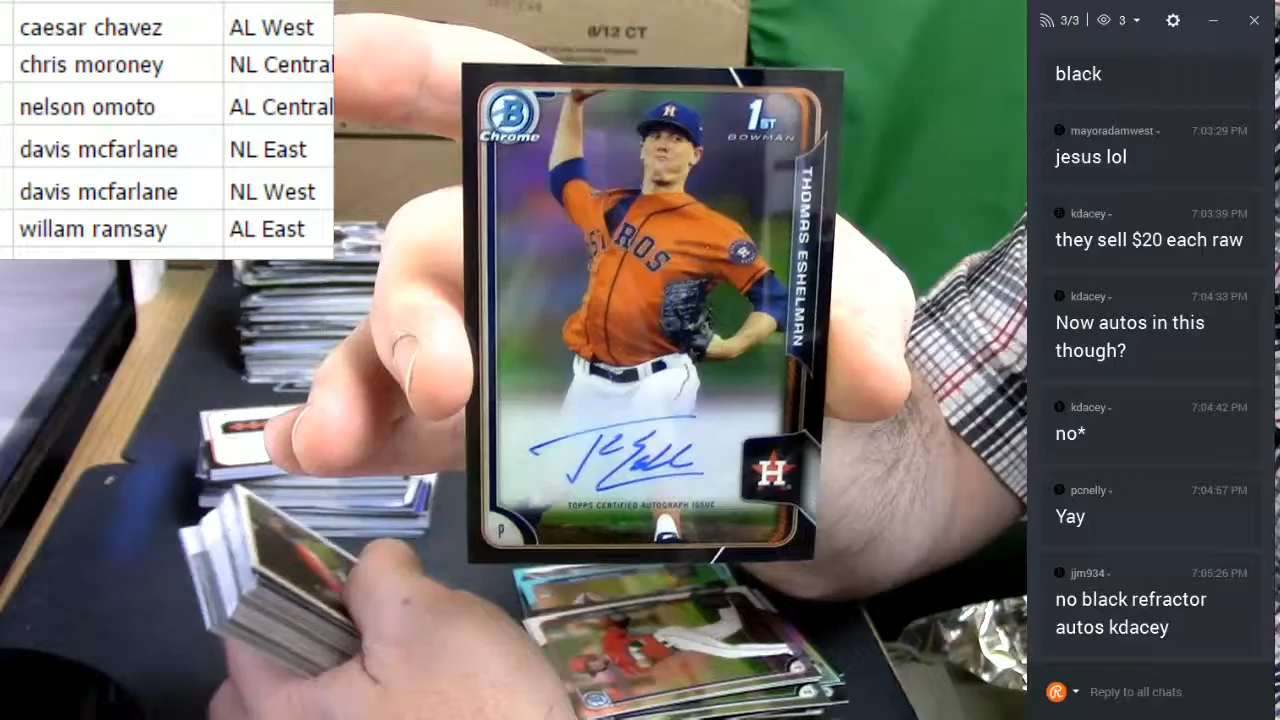 caesar chavez AL West
chris moroney NL Central
nelson omoto AL Central
davis mcfarlane NL East
davis mcfarlane NL West
willam ramsay AL East
8/12 CT
B
Chrome
1ST
BOWMAN
H
THOMAS ESHELMAN
ASTROS
H
TOPPS CERTIFIED AUTOGRAPH ISSUE
P
3/3 3
black
mayoradamwest 7:03:29 PM
jesus lol
kdacey 7:03:39 PM
they sell $20 each raw
kdacey 7:04:33 PM
Now autos in this
though?
kdacey 7:04:42 PM
no*
pcnelly 7:04:57 PM
Yay
jjm934 7:05:26 PM
no black refractor
autos kdacey
Reply to all chats